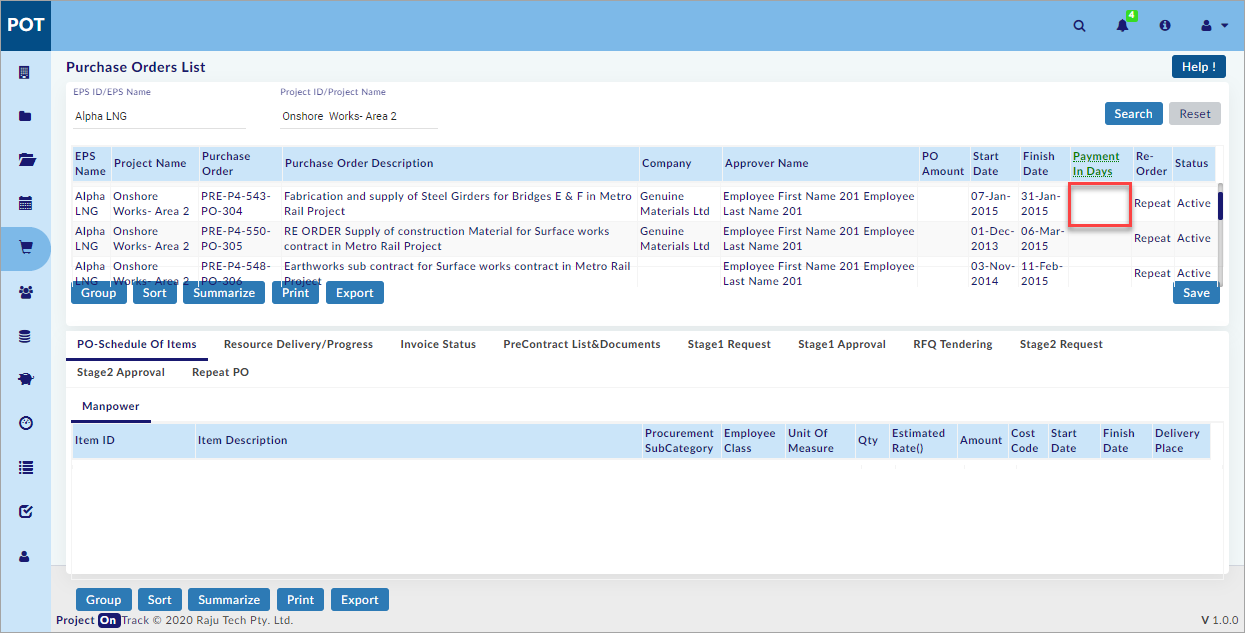 POT
4
Purchase Orders List
Help !
EPS ID/EPS Name
Project ID/Project Name
Alpha LNG
Onshore Works- Area 2
Search
Reset
EPS Name
Project Name
Purchase Order
Purchase Order Description
Company
Approver Name
PO Amount
Start Date
Finish Date
Payment In Days
Re-Order
Status
Alpha LNG
Onshore Works- Area 2
PRE-P4-543-PO-304
Fabrication and supply of Steel Girders for Bridges E & F in Metro Rail Project
Genuine Materials Ltd
Employee First Name 201 Employee Last Name 201
07-Jan-2015
31-Jan-2015
Repeat
Active
Alpha LNG
Onshore Works- Area 2
PRE-P4-550-PO-305
RE ORDER Supply of construction Material for Surface works contract in Metro Rail Project
Genuine Materials Ltd
Employee First Name 201 Employee Last Name 201
01-Dec-2013
06-Mar-2015
Repeat
Active
Alpha LNG
Onshore Works- Area 2
PRE-P4-548-PO-306
Earthworks sub contract for Surface works contract in Metro Rail Project
Employee First Name 201 Employee Last Name 201
03-Nov-2014
11-Feb-2015
Repeat
Active
Group
Sort
Summarize
Print
Export
Save
PO-Schedule Of Items
Resource Delivery/Progress
Invoice Status
PreContract List&Documents
Stage1 Request
Stage1 Approval
RFQ Tendering
Stage2 Request
Stage2 Approval
Repeat PO
Manpower
Item ID
Item Description
Procurement SubCategory
Employee Class
Unit Of Measure
Qty
Estimated Rate()
Amount
Cost Code
Start Date
Finish Date
Delivery Place
Group
Sort
Summarize
Print
Export
Project On Track © 2020 Raju Tech Pty. Ltd.
V 1.0.0